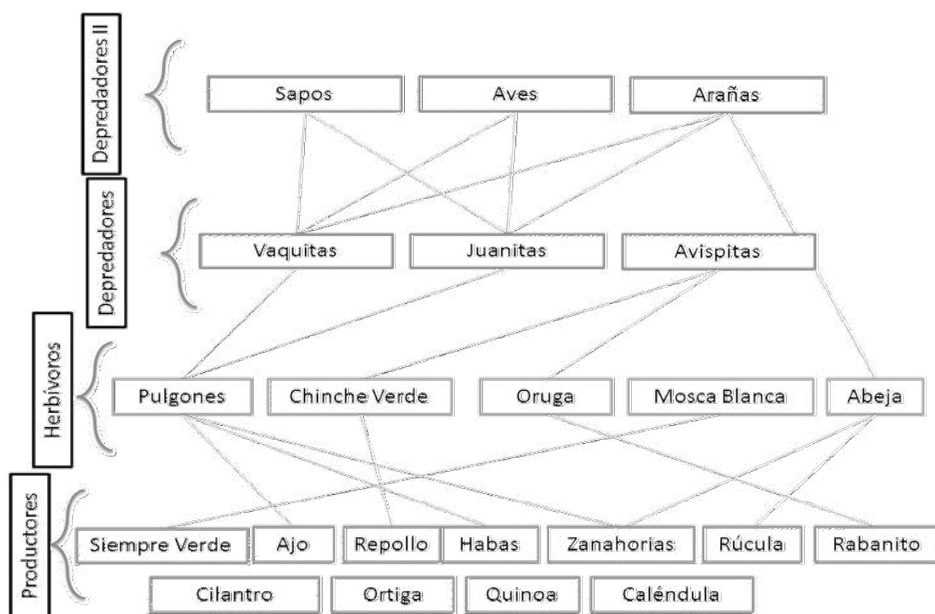 Depredadores II
Sapos
Aves
Arañas
Depredadores
Vaquitas
Juanitas
Avispitas
Herbívoros
Pulgones
Chinche Verde
Oruga
Mosca Blanca
Abeja
Productores
Siempre Verde
Ajo
Repollo
Habas
Zanahorias
Rúcula
Rabanito
Cilantro
Ortiga
Quinoa
Caléndula